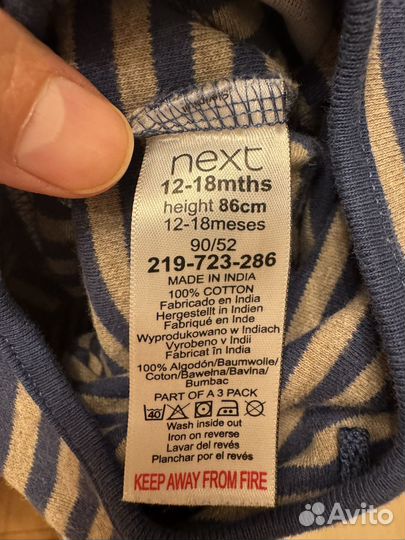 next
12-18mths
height 86cm
12-18meses
90/52
219-723-286
MADE IN INDIA
100% COTTON
Fabricado en India
Hergestellt in Indien
Fabriqué en Inde
Wyprodukowano w Indiach
Vyrobeno v Indii
Fabricat în India
100% Algodón/Baumwolle/
Coton/Bawełna/Bavlna/
Bumbac
PART OF A 3 PACK
40
Wash inside out
Iron on reverse
Lavar del revés
Planchar por el revés
KEEP AWAY FROM FIRE
Avito